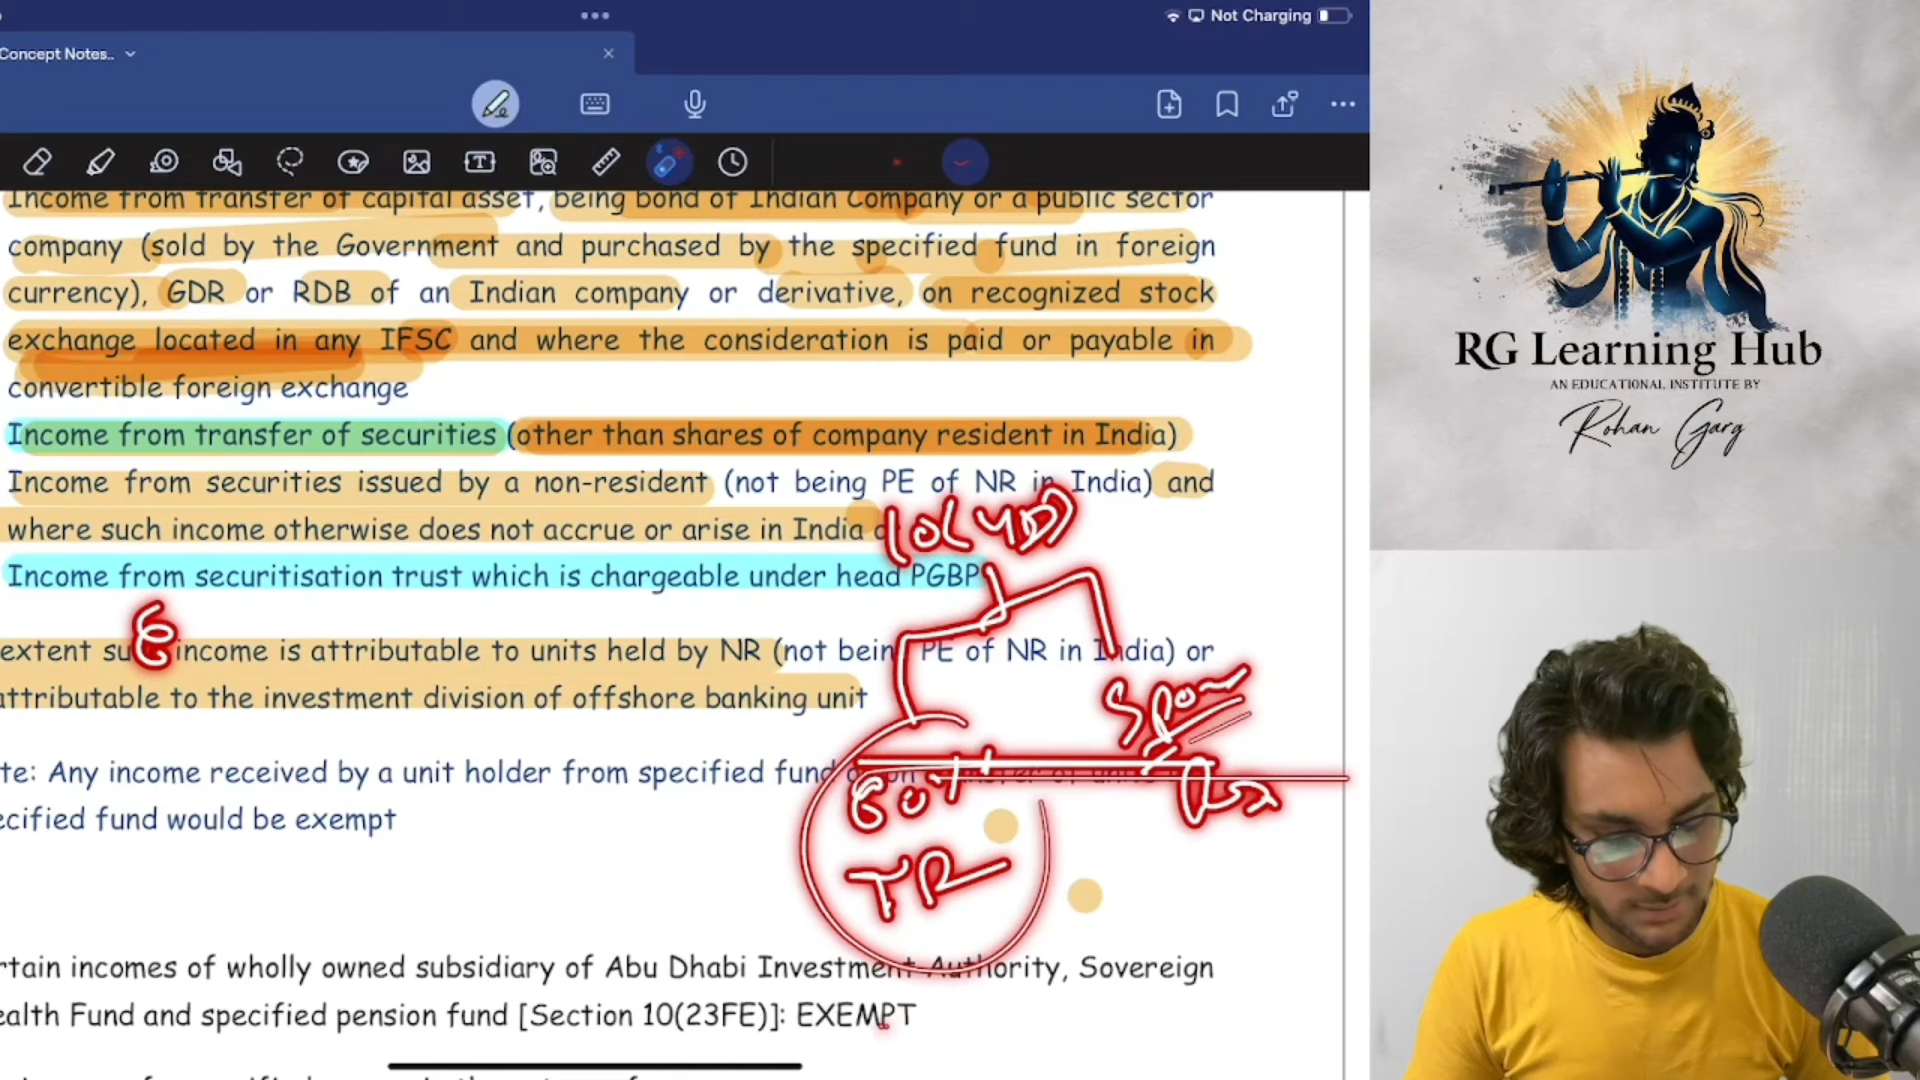 Not Charging
Concept Notes..
Income from transfer of capital asset, being bond of Indian Company or a public sector
company (sold by the Government and purchased by the specified fund in foreign
currency), GDR or RDB of an Indian company or derivative, on recognized stock
exchange located in any IFSC and where the consideration is paid or payable in
convertible foreign exchange
Income from transfer of securities (other than shares of company resident in India)
Income from securities issued by a non-resident (not being PE of NR in India) and
where such income otherwise does not accrue or arise in India
10(4D)
Income from securitisation trust which is chargeable under head PGBP
extent income is attributable to units held by NR (not being PE of NR in India) or
attributable to the investment division of offshore banking unit
Any income received by a unit holder from specified fund
TR
fund would be exempt
incomes of wholly owned subsidiary of Abu Dhabi Investment Authority, Sovereign
Fund and specified pension fund [Section 10(23FE)]: EXEMPT
RG Learning Hub
AN EDUCATIONAL INSTITUTE BY
Rohan Garg